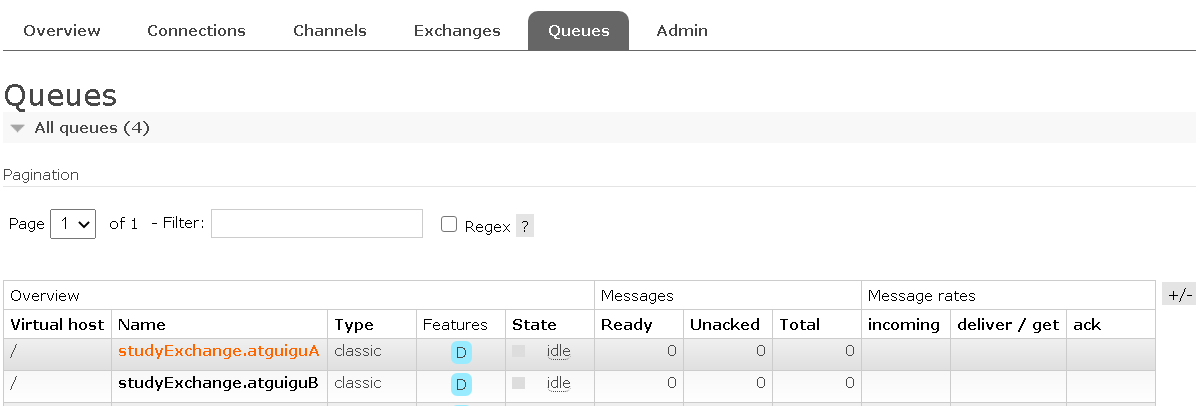 Overview Connections Channels Exchanges Queues Admin
Queues
All queues (4)
Pagination
Page 1 of 1 - Filter: Regex ?
Overview Messages Message rates +/-
Virtual host Name Type Features State Ready Unacked Total incoming deliver / get ack
/ studyExchange.atguiguA classic D idle 0 0 0
/ studyExchange.atguiguB classic D idle 0 0 0